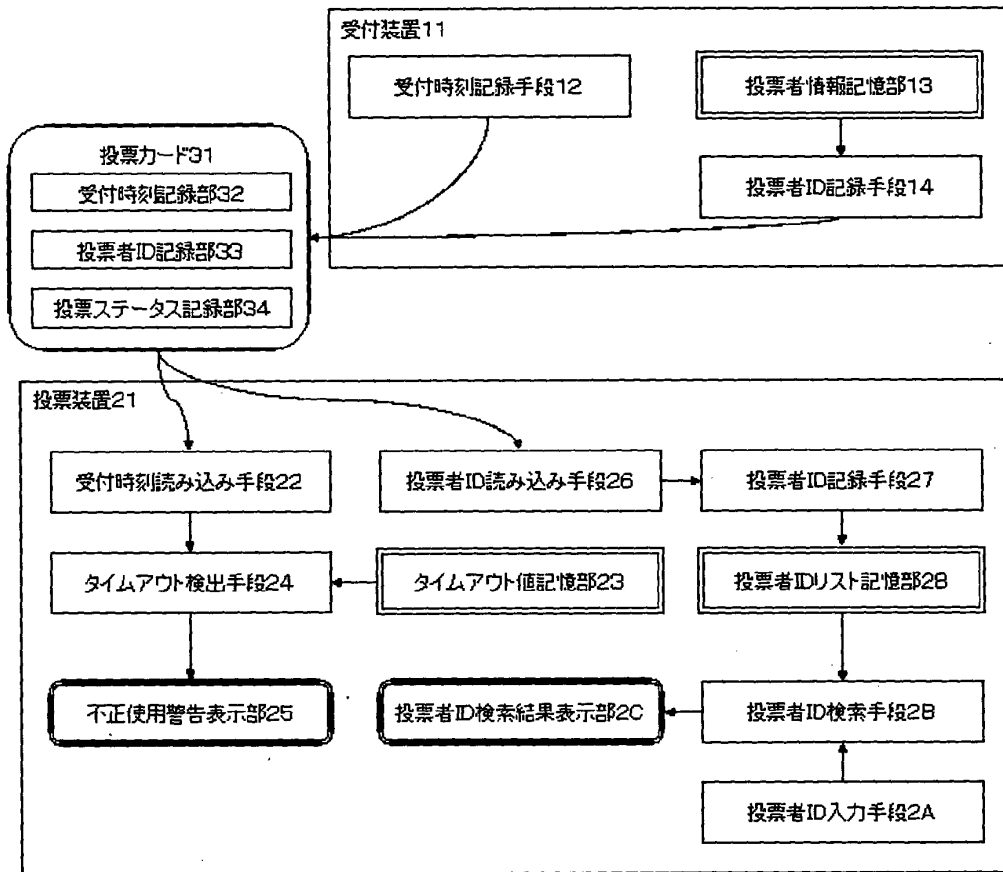 受付装置11
受付時刻記録手段12
投票者情報記憶部13
投票者ID記録手段14
投票カード31
受付時刻記録部32
投票者ID記録部33
投票ステータス記録部34
投票装置21
受付時刻読み込み手段22
投票者ID読み込み手段26
投票者ID記録手段27
タイムアウト検出手段24
タイムアウト値記憶部23
投票者IDリスト記憶部28
不正使用警告表示部25
投票者ID検索結果表示部2C
投票者ID検索手段2B
投票者ID入力手段2A